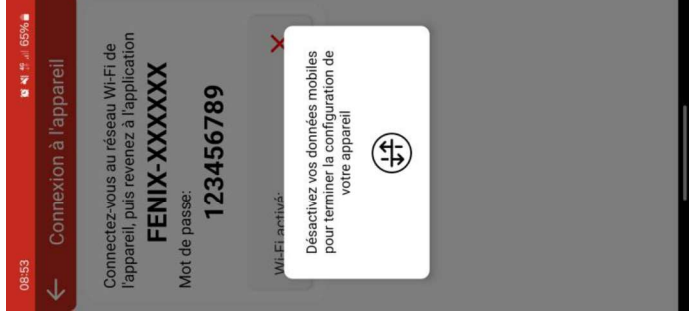 08:53
65%
Connexion à l'appareil
Connectez-vous au réseau Wi-Fi de
l'appareil, puis revenez à l'application
FENIX-XXXXXX
Mot de passe:
123456789
Wi-Fi activé:
Désactivez vos données mobiles
pour terminer la configuration de
votre appareil